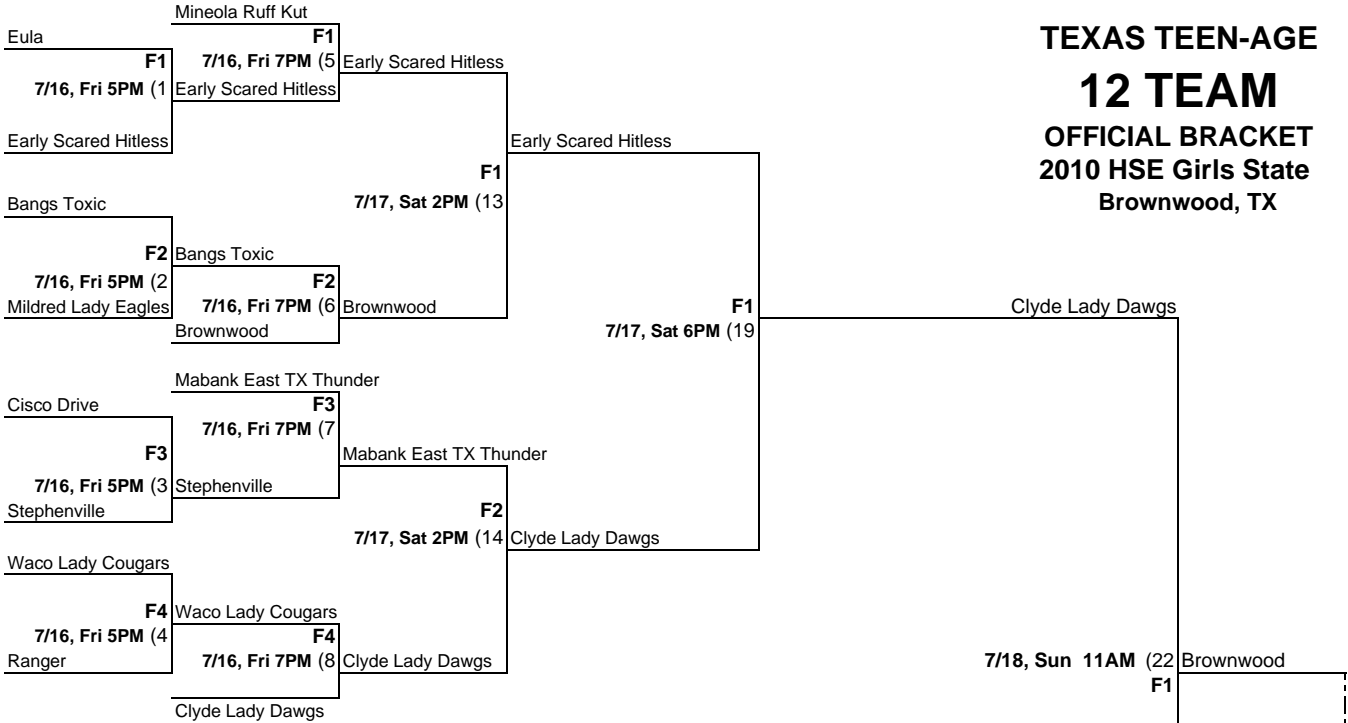 Mineola Ruff Kut
Eula
F1
F1
7/16, Fri 7PM (5 Early Scared Hitless
7/16, Fri 5PM (1 Early Scared Hitless
Early Scared Hitless
Early Scared Hitless
F1
7/17, Sat 2PM (13
Bangs Toxic
F2 Bangs Toxic
7/16, Fri 5PM (2
F2
Mildred Lady Eagles
7/16, Fri 7PM (6 Brownwood
Brownwood
F1
7/17, Sat 6PM (19
Clyde Lady Dawgs
Mabank East TX Thunder
Cisco Drive
F3
7/16, Fri 7PM (7
F3
Mabank East TX Thunder
7/16, Fri 5PM (3 Stephenville
Stephenville
F2
7/17, Sat 2PM (14 Clyde Lady Dawgs
Waco Lady Cougars
F4 Waco Lady Cougars
7/16, Fri 5PM (4
F4
Ranger
7/16, Fri 7PM (8 Clyde Lady Dawgs
Clyde Lady Dawgs
7/18, Sun 11AM (22 Brownwood
F1
TEXAS TEEN-AGE
12 TEAM
OFFICIAL BRACKET
2010 HSE Girls State
Brownwood, TX